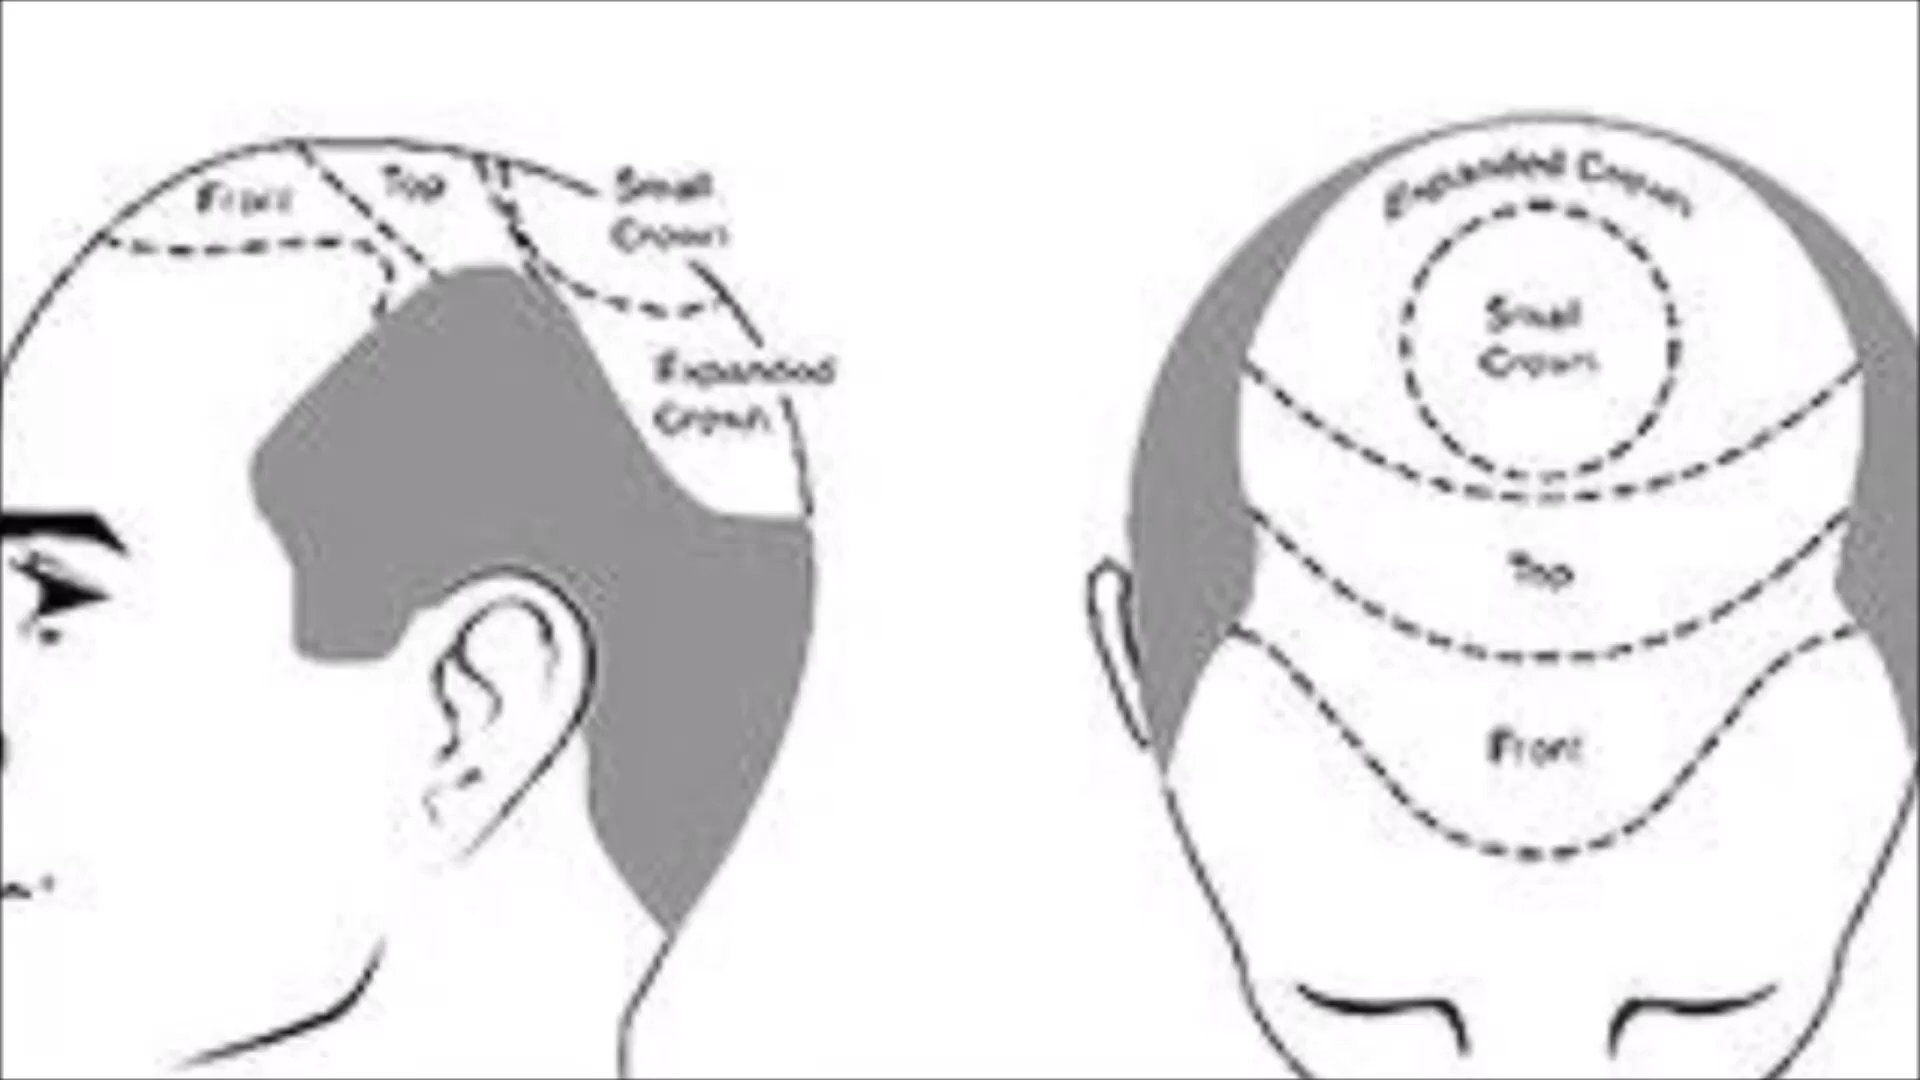 Front
Top
Small
Crown
Expanded
Crown
Expanded Crown
Small
Crown
Top
Front